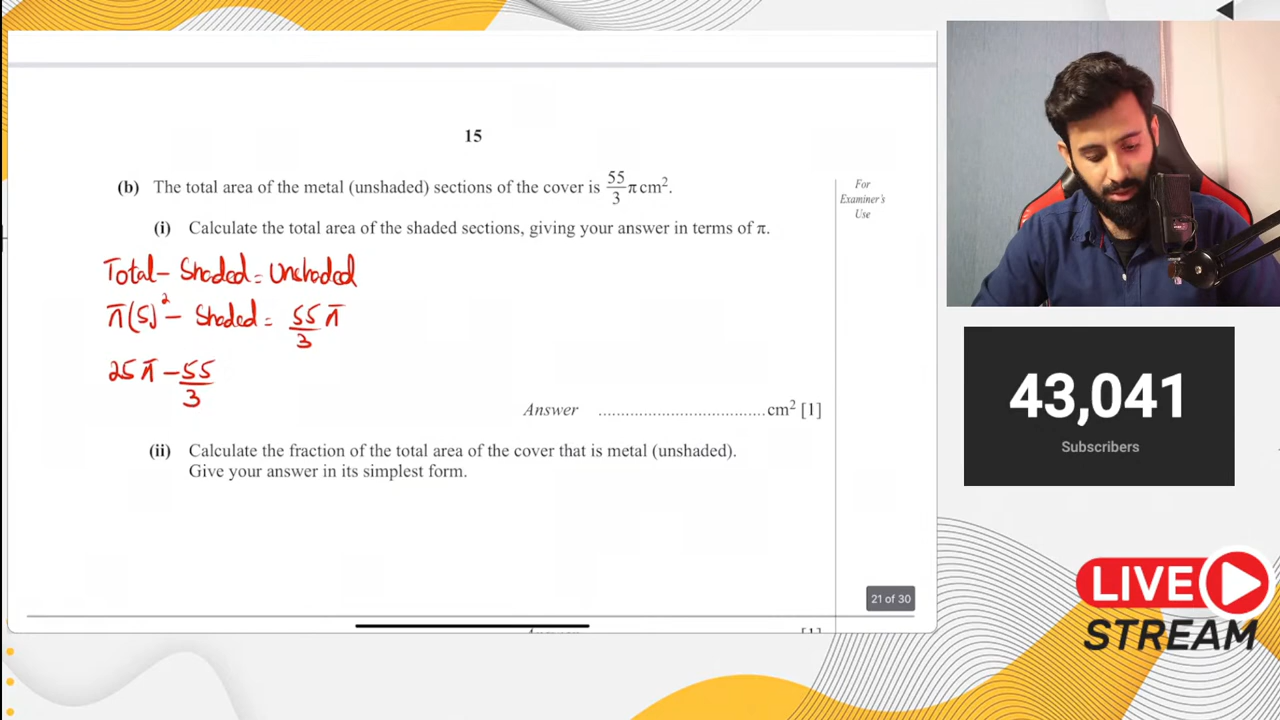 15
(b) The total area of the metal (unshaded) sections of the cover is 55/3 π cm².
For
Examiner's
Use
(i) Calculate the total area of the shaded sections, giving your answer in terms of π.
Total - Shaded = Unshaded
π(5)² - Shaded = 55/3 π
25π - 55/3
Answer ..................................... cm² [1]
(ii) Calculate the fraction of the total area of the cover that is metal (unshaded).
Give your answer in its simplest form.
21 of 30
43,041
Subscribers
LIVE
STREAM